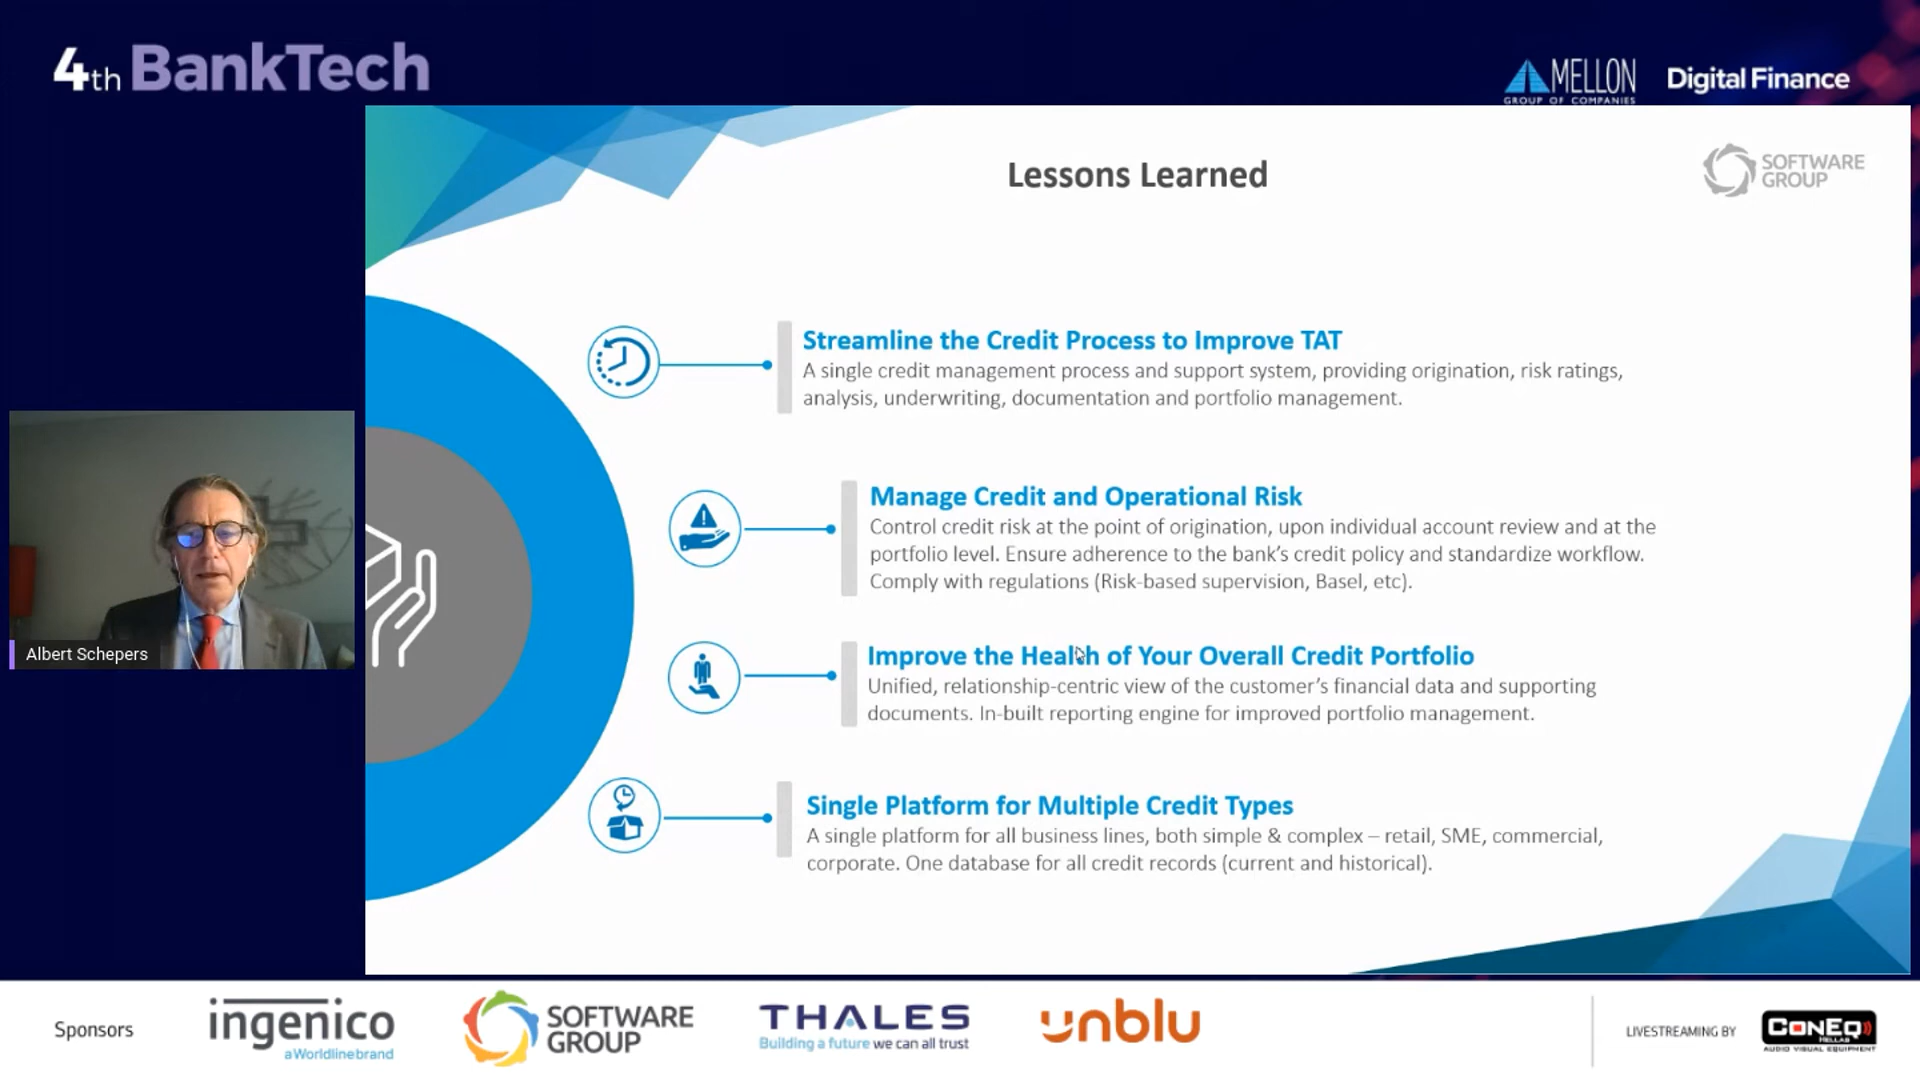 4th BankTech
MELLON
GROUP OF COMPANIES
Digital Finance
Lessons Learned
SOFTWARE
GROUP
Streamline the Credit Process to Improve TAT
A single credit management process and support system, providing origination, risk ratings,
analysis, underwriting, documentation and portfolio management.
Manage Credit and Operational Risk
Control credit risk at the point of origination, upon individual account review and at the
portfolio level. Ensure adherence to the bank’s credit policy and standardize workflow.
Comply with regulations (Risk-based supervision, Basel, etc).
Albert Schepers
Improve the Health of Your Overall Credit Portfolio
Unified, relationship-centric view of the customer’s financial data and supporting
documents. In-built reporting engine for improved portfolio management.
Single Platform for Multiple Credit Types
A single platform for all business lines, both simple & complex – retail, SME, commercial,
corporate. One database for all credit records (current and historical).
Sponsors
ingenico
a Worldline brand
SOFTWARE
GROUP
THALES
Building a future we can all trust
unblu
LIVESTREAMING BY
CONEQ
HELLAS
AUDIO VISUAL EQUIPMENT